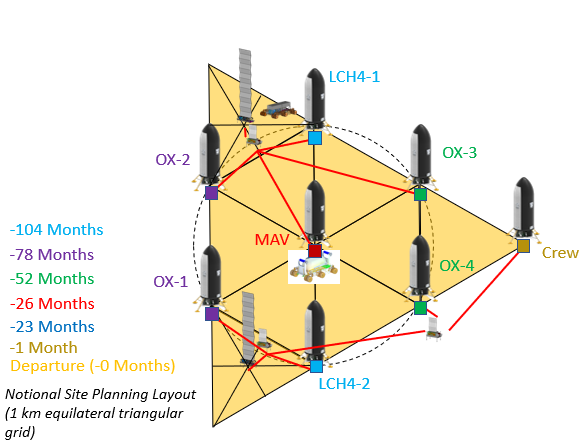 LCH4-1
OX-2
OX-3
-104 Months
MAV
Crew
-78 Months
OX-1
OX-4
-52 Months
-26 Months
-23 Months
-1 Month
Departure (-0 Months)
LCH4-2
Notional Site Planning Layout
(1 km equilateral triangular
grid)